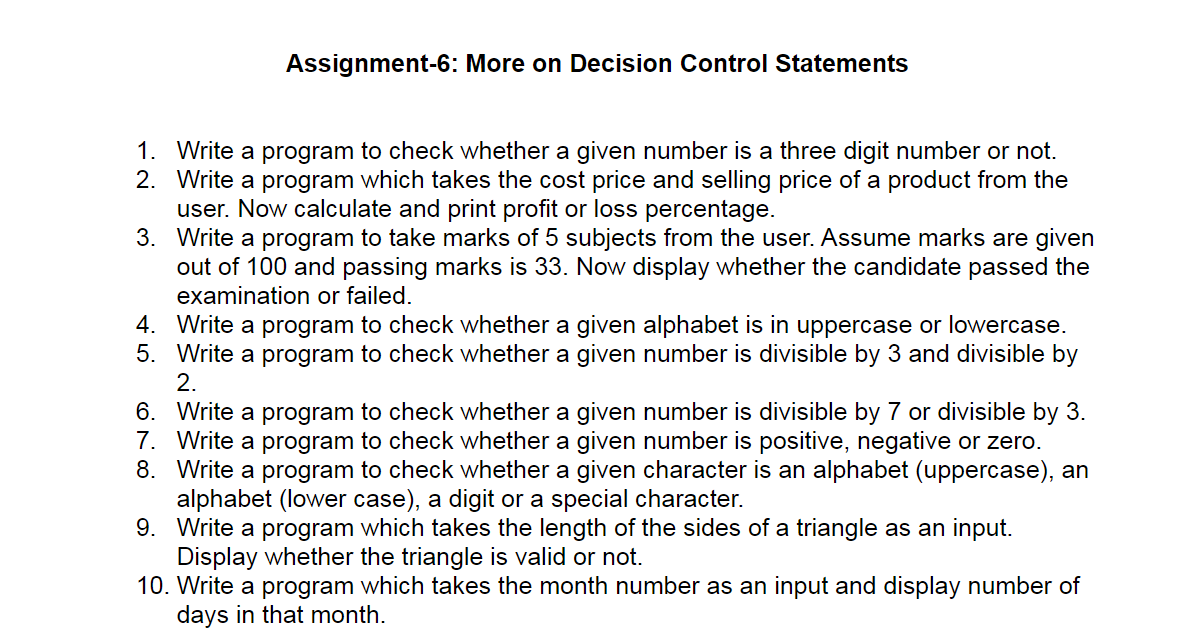 Assignment-6: More on Decision Control Statements
1. Write a program to check whether a given number is a three digit number or not.
2. Write a program which takes the cost price and selling price of a product from the
user. Now calculate and print profit or loss percentage.
3. Write a program to take marks of 5 subjects from the user. Assume marks are given
out of 100 and passing marks is 33. Now display whether the candidate passed the
examination or failed.
4. Write a program to check whether a given alphabet is in uppercase or lowercase.
5. Write a program to check whether a given number is divisible by 3 and divisible by
2.
6. Write a program to check whether a given number is divisible by 7 or divisible by 3.
7. Write a program to check whether a given number is positive, negative or zero.
8. Write a program to check whether a given character is an alphabet (uppercase), an
alphabet (lower case), a digit or a special character.
9. Write a program which takes the length of the sides of a triangle as an input.
Display whether the triangle is valid or not.
10. Write a program which takes the month number as an input and display number of
days in that month.